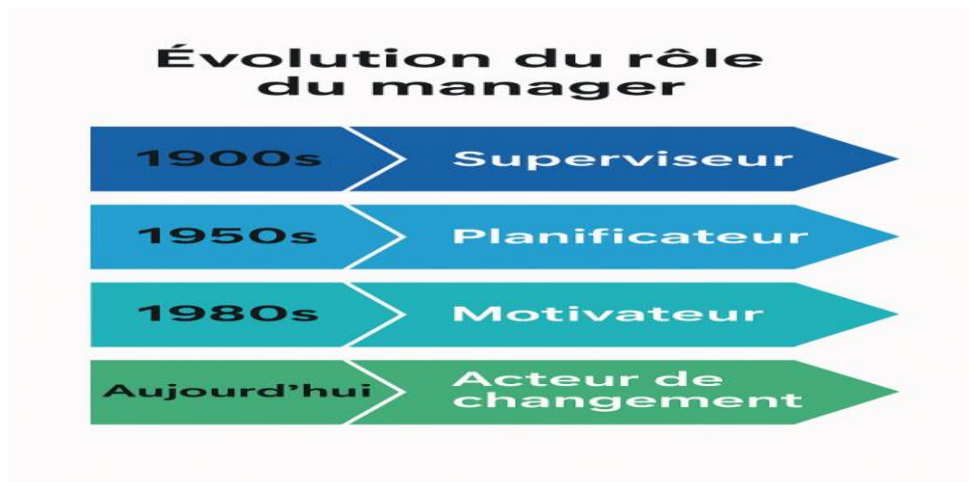 Évolution du rôle
du manager
1900s
Superviseur
1950s
Planificateur
1980s
Motivateur
Aujourd'hui
Acteur de
changement